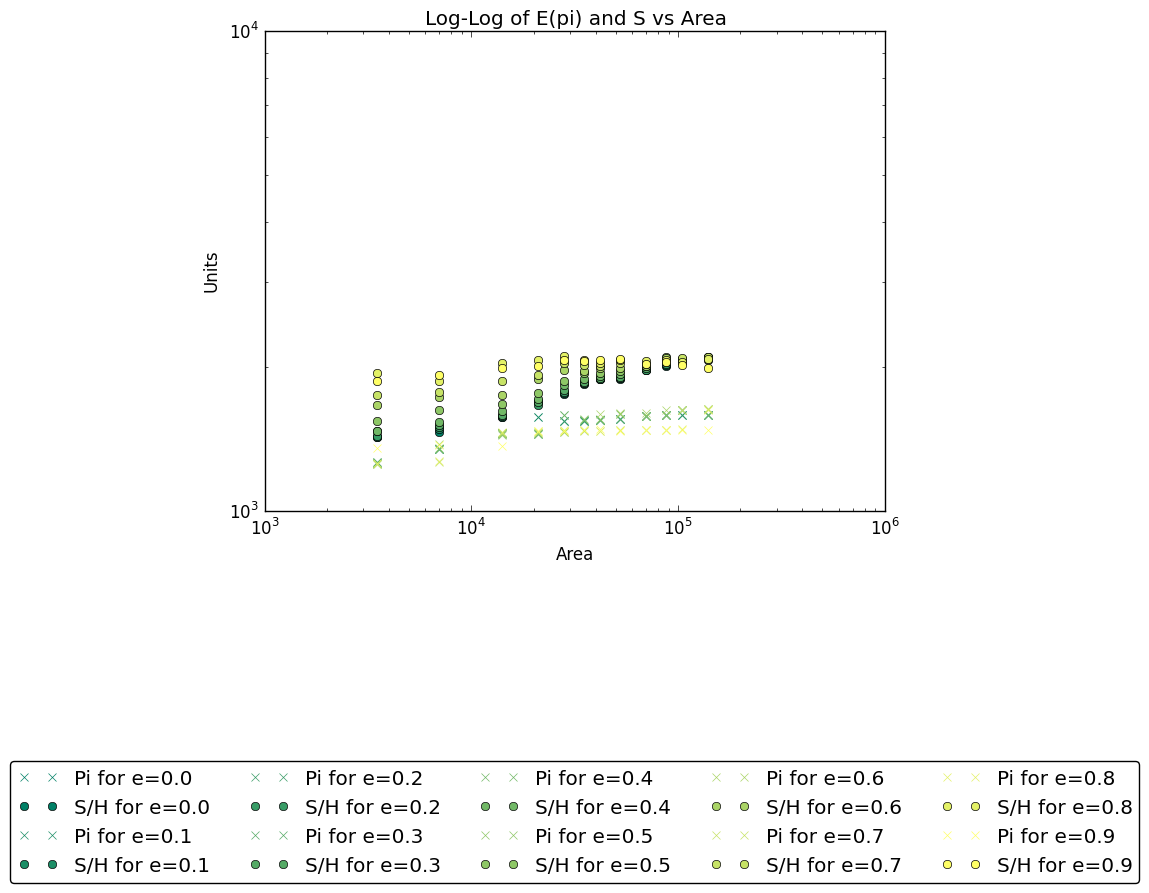 Log-Log of E(pi) and S vs Area
10^4
Units
10^3
10^3 10^4 10^5 10^6
Area
Pi for e=0.0 Pi for e=0.2 Pi for e=0.4 Pi for e=0.6 Pi for e=0.8
S/H for e=0.0 S/H for e=0.2 S/H for e=0.4 S/H for e=0.6 S/H for e=0.8
Pi for e=0.1 Pi for e=0.3 Pi for e=0.5 Pi for e=0.7 Pi for e=0.9
S/H for e=0.1 S/H for e=0.3 S/H for e=0.5 S/H for e=0.7 S/H for e=0.9